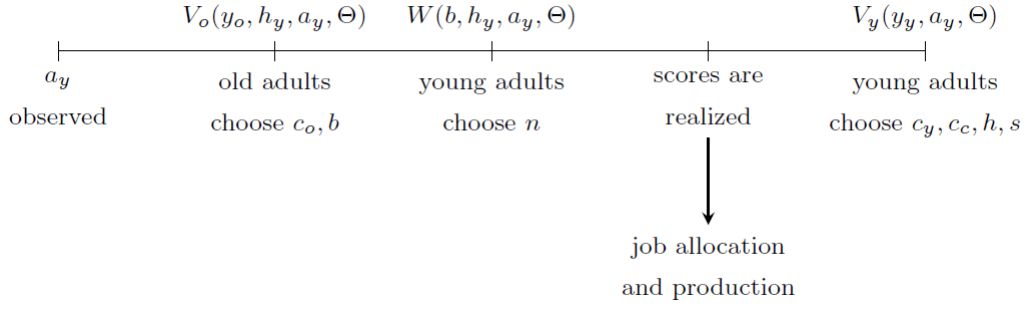 V_o(y_o, h_y, a_y, Θ) W(b, h_y, a_y, Θ) V_y(y_y, a_y, Θ)
a_y
observed
old adults
choose c_o, b
young adults
choose n
scores are
realized
young adults
choose c_y, c_c, h, s
job allocation
and production